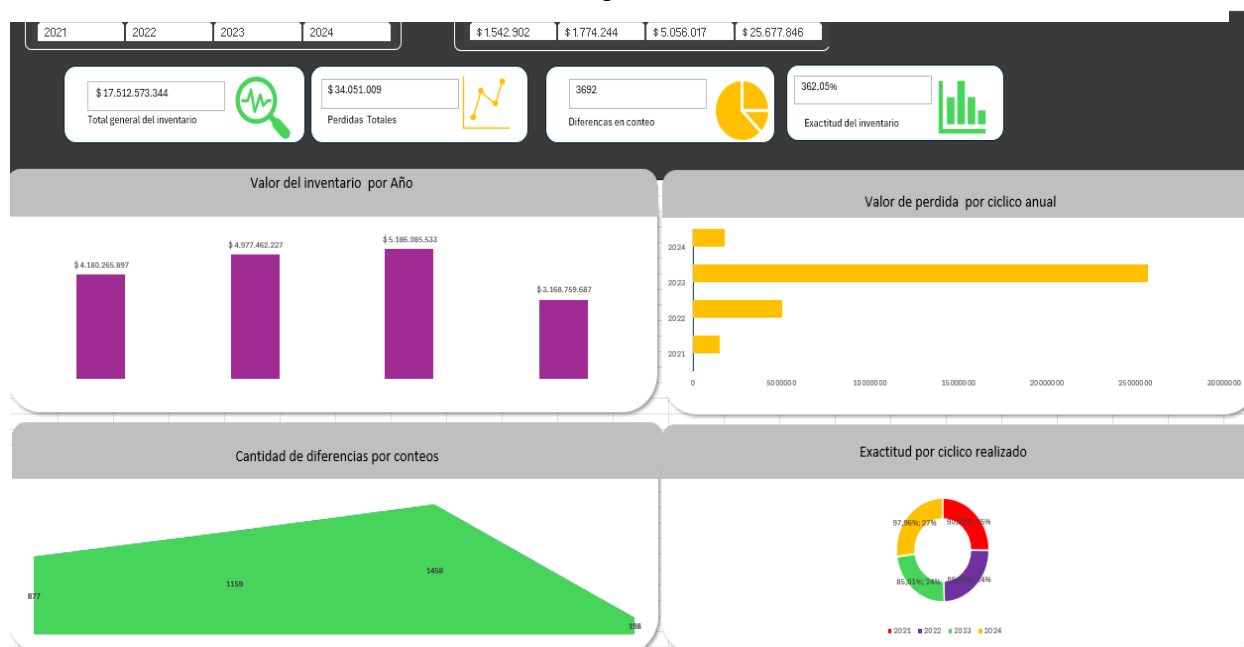 2021 2022 2023 2024 $ 1.542.902 $ 1.774.244 $ 5.056.017 $ 25.677.846
$ 17.512.573.344
Total general del inventario
$ 34.051.009
Perdidas Totales
3692
Diferencas en conteo
362,05%
Exactitud del inventario
Valor del inventario por Año
$ 4.180.265.897
$ 4.977.462.227
$ 5.186.085.533
$ 3.168.759.687
Valor de perdida por ciclico anual
2024
2023
2022
2021
0 5000000 10000000 15000000 20000000 25000000 30000000
Cantidad de diferencias por conteos
877
1159
1458
198
Exactitud por ciclico realizado
97,96%; 27%
85,01%; 24%
2021 2022 2023 2024